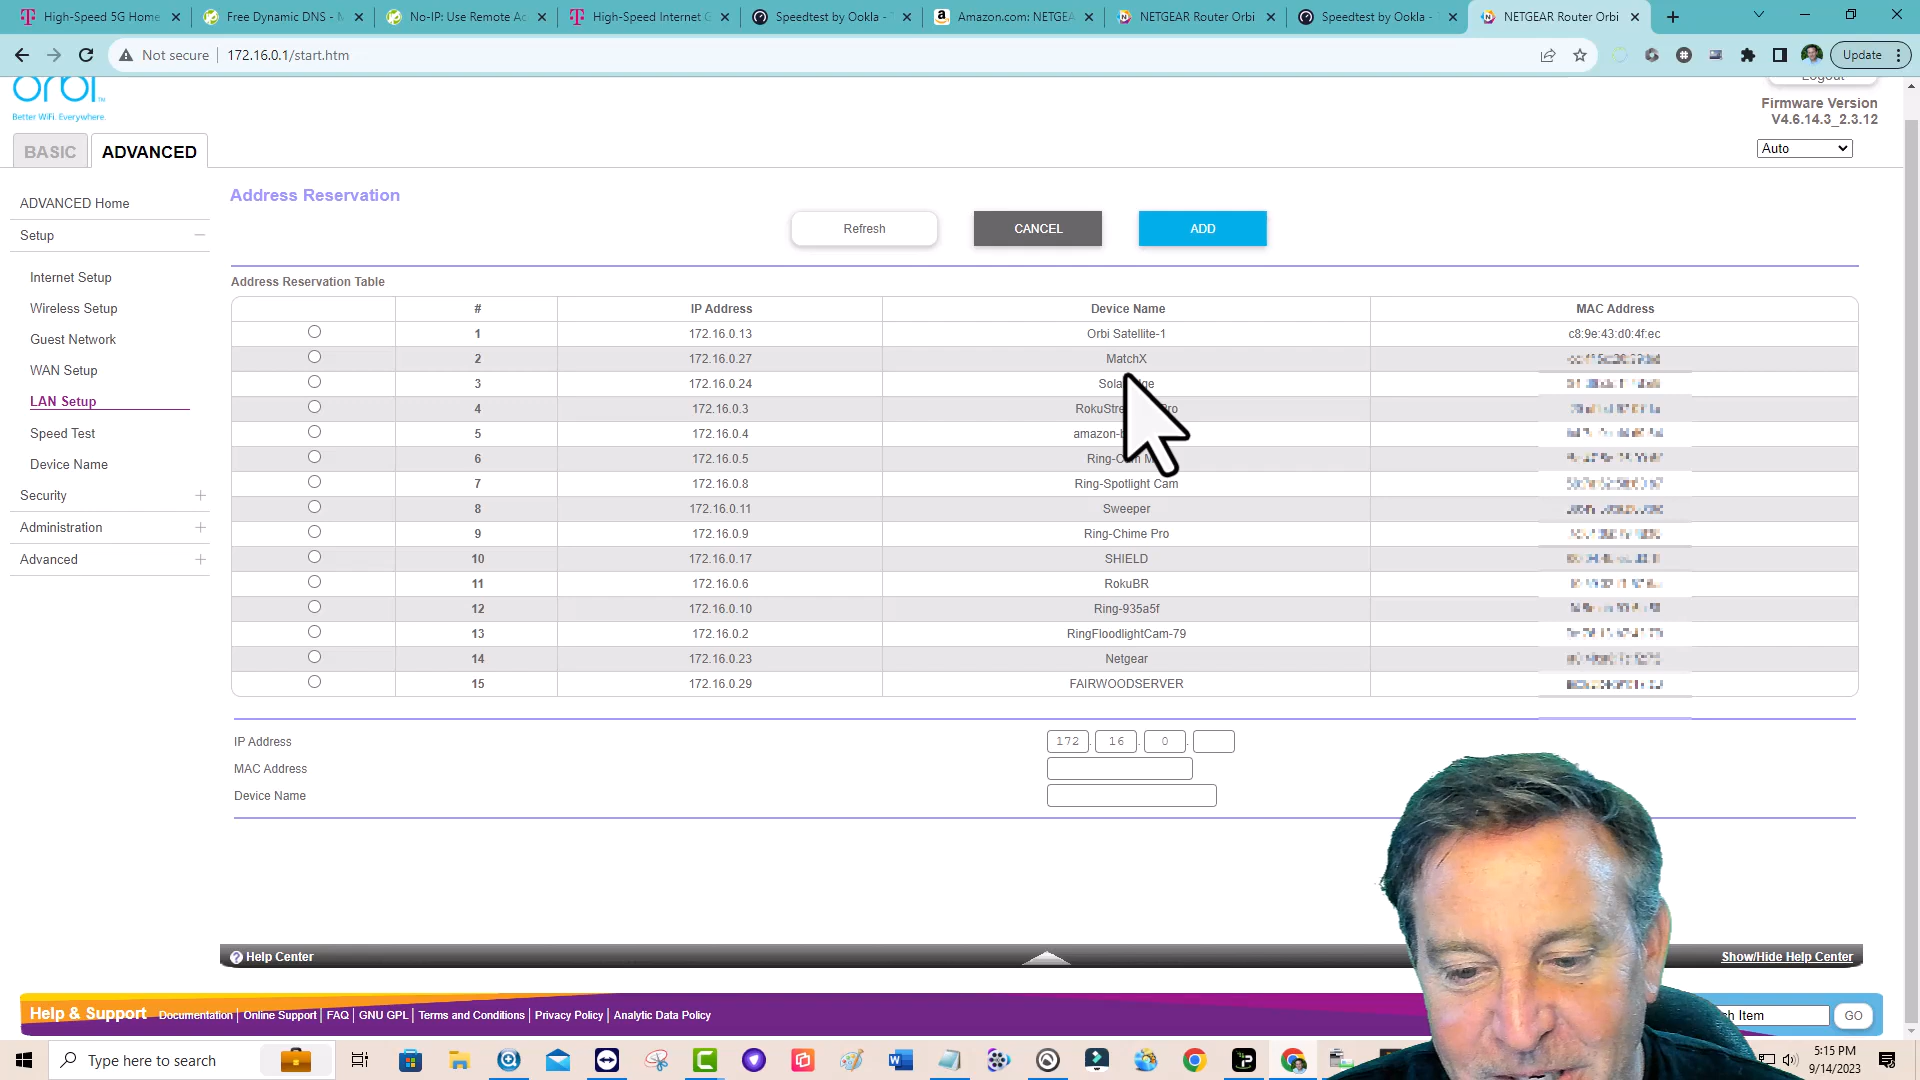 High-Speed 5G Home
Free Dynamic DNS -
No-IP: Use Remote Ac
High-Speed Internet G
Speedtest by Ookla -
Amazon.com: NETGEA
NETGEAR Router Orbi
Speedtest by Ookla -
NETGEAR Router Orbi
Not secure
172.16.0.1/start.htm
Update
orbi
Better WiFi. Everywhere.
Logout
Firmware Version
V4.6.14.3_2.3.12
BASIC
ADVANCED
Auto
ADVANCED Home
Setup
Internet Setup
Wireless Setup
Guest Network
WAN Setup
LAN Setup
Speed Test
Device Name
Security
Administration
Advanced
Address Reservation
Refresh
CANCEL
ADD
Address Reservation Table
# IP Address Device Name MAC Address
1 172.16.0.13 Orbi Satellite-1 c8:9e:43:d0:4f:ec
2 172.16.0.27 MatchX
3 172.16.0.24
4 172.16.0.3
5 172.16.0.4
6 172.16.0.5
7 172.16.0.8 Ring-Spotlight Cam
8 172.16.0.11 Sweeper
9 172.16.0.9 Ring-Chime Pro
10 172.16.0.17 SHIELD
11 172.16.0.6 RokuBR
12 172.16.0.10 Ring-935a5f
13 172.16.0.2 RingFloodlightCam-79
14 172.16.0.23 Netgear
15 172.16.0.29 FAIRWOODSERVER
IP Address 172 . 16 . 0 .
MAC Address
Device Name
? Help Center
Show/Hide Help Center
Help & Support Documentation | Online Support | FAQ | GNU GPL | Terms and Conditions | Privacy Policy | Analytic Data Policy
Item
GO
Type here to search
5:15 PM
9/14/2023